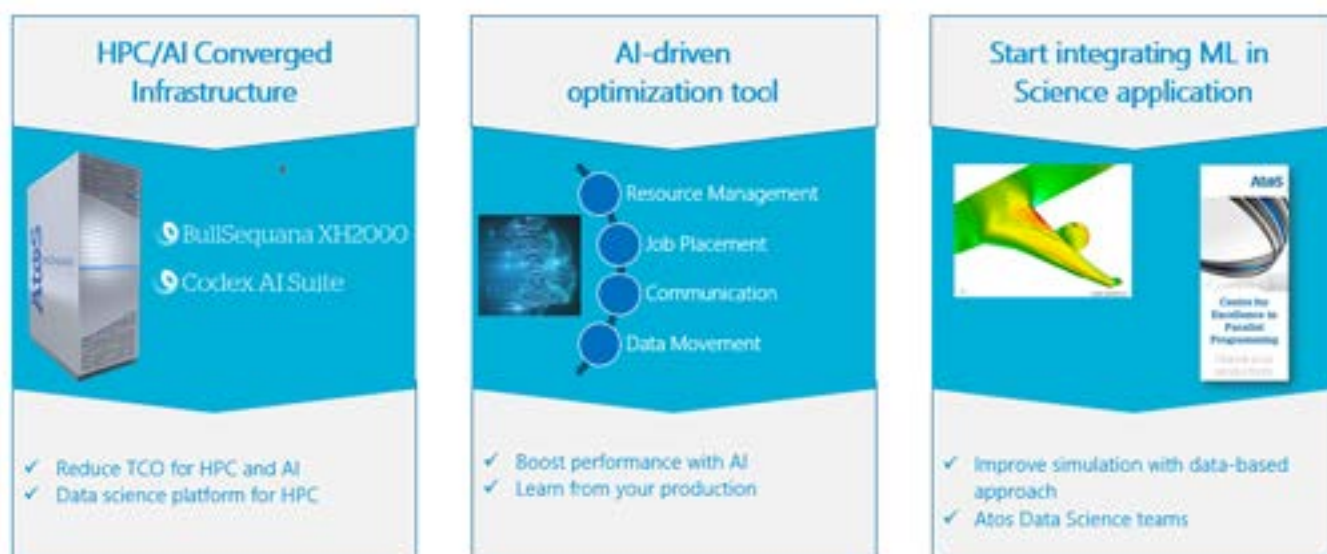 HPC/AI Converged
Infrastructure
Atos
BullSequana XH2000
Codex AI Suite
✓ Reduce TCO for HPC and AI
✓ Data science platform for HPC
AI-driven
optimization tool
Resource Management
Job Placement
Communication
Data Movement
✓ Boost performance with AI
✓ Learn from your production
Start integrating ML in
Science application
Atos
Centre for
Excellence in
Parallel
Programming
✓ Improve simulation with data-based
approach
✓ Atos Data Science teams